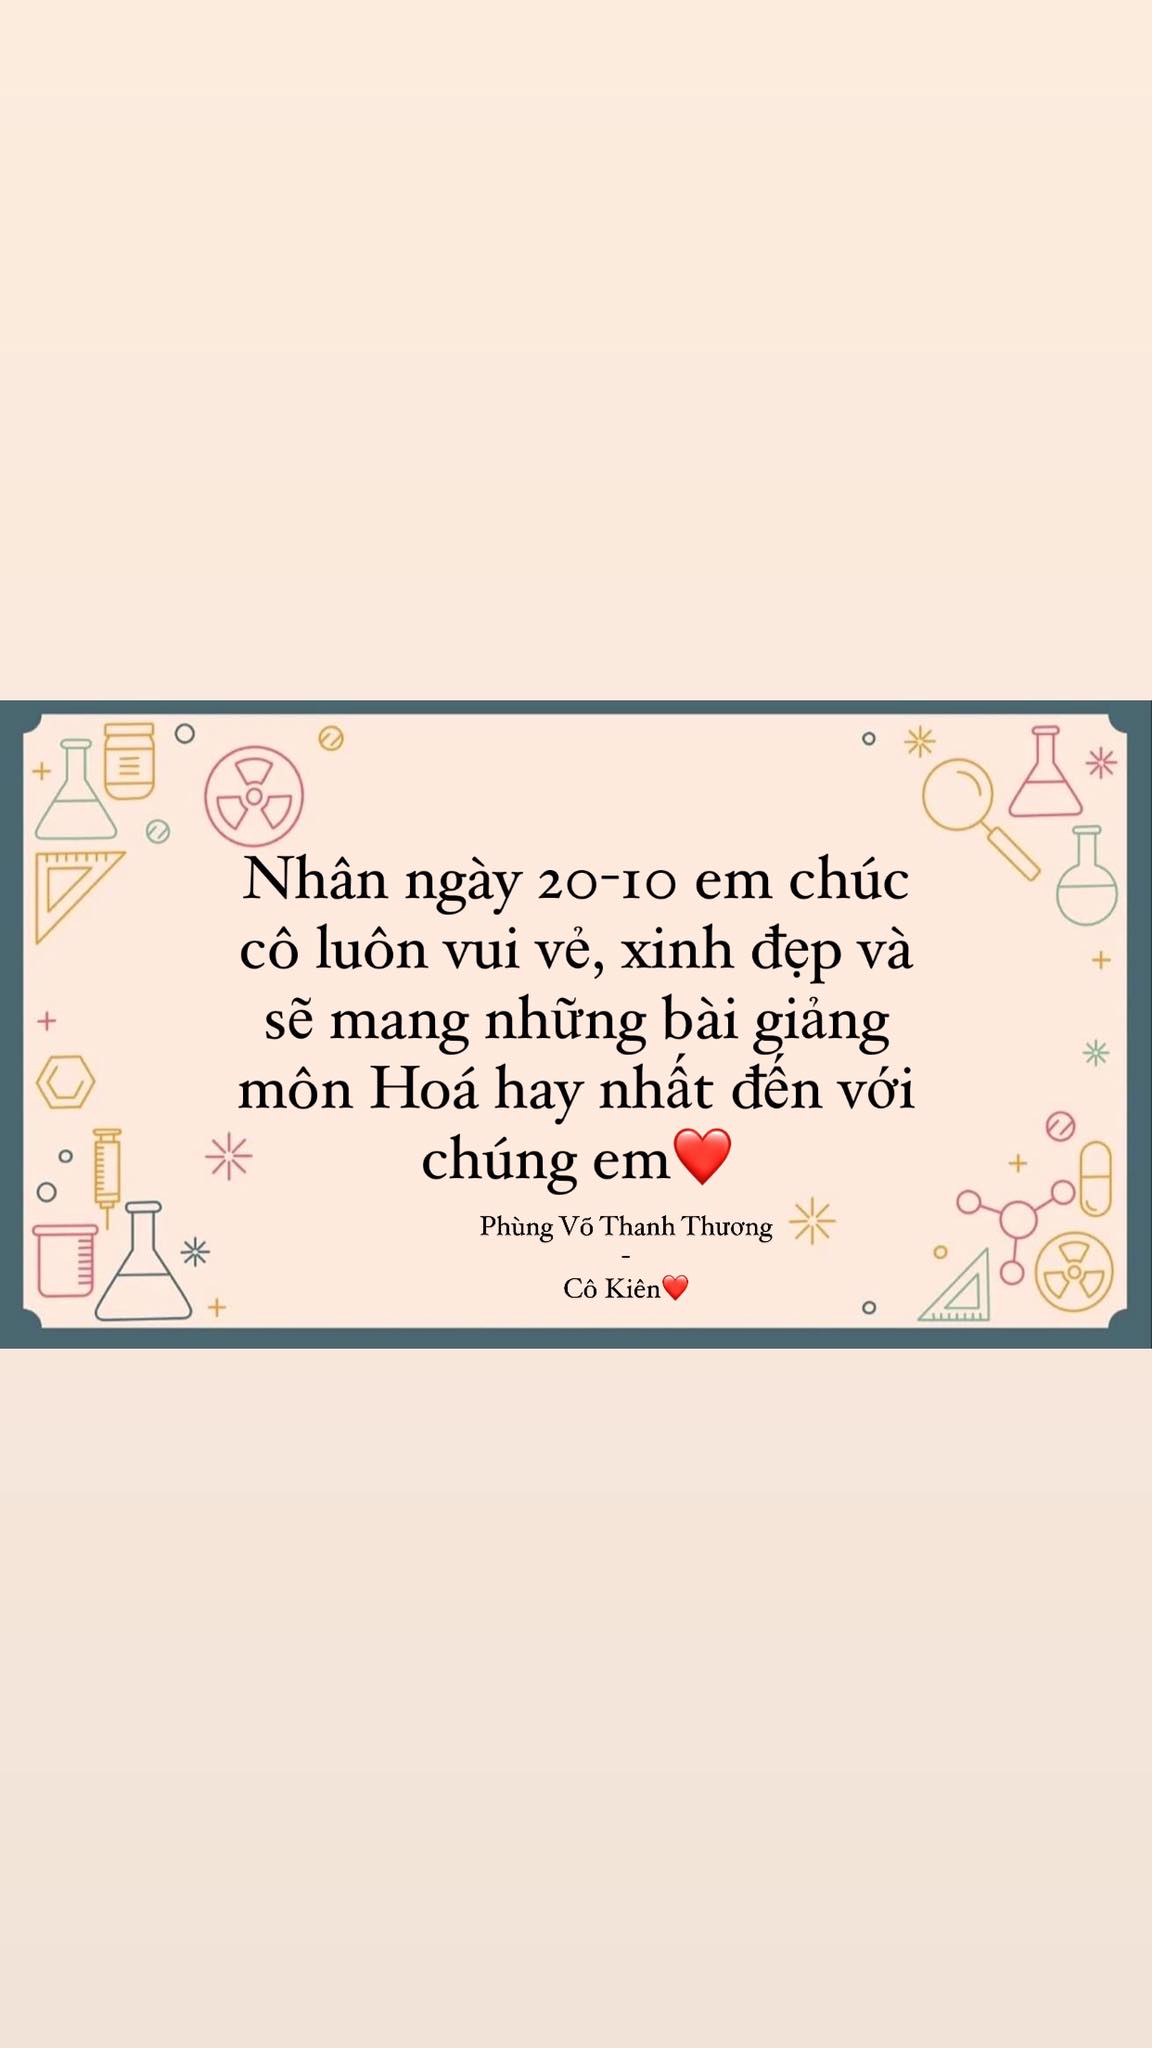 Nhân ngày 20-10 em chúc
cô luôn vui vẻ, xinh đẹp và
sẽ mang những bài giảng
môn Hoá hay nhất đến với
chúng em❤️
Phùng Võ Thanh Thương
-
Cô Kiên❤️